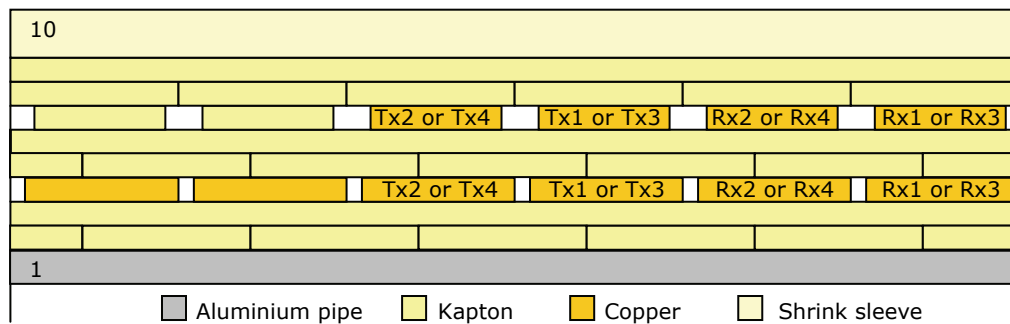 10
Tx2 or Tx4 Tx1 or Tx3 Rx2 or Rx4 Rx1 or Rx3
Tx2 or Tx4 Tx1 or Tx3 Rx2 or Rx4 Rx1 or Rx3
1
Aluminium pipe Kapton Copper Shrink sleeve